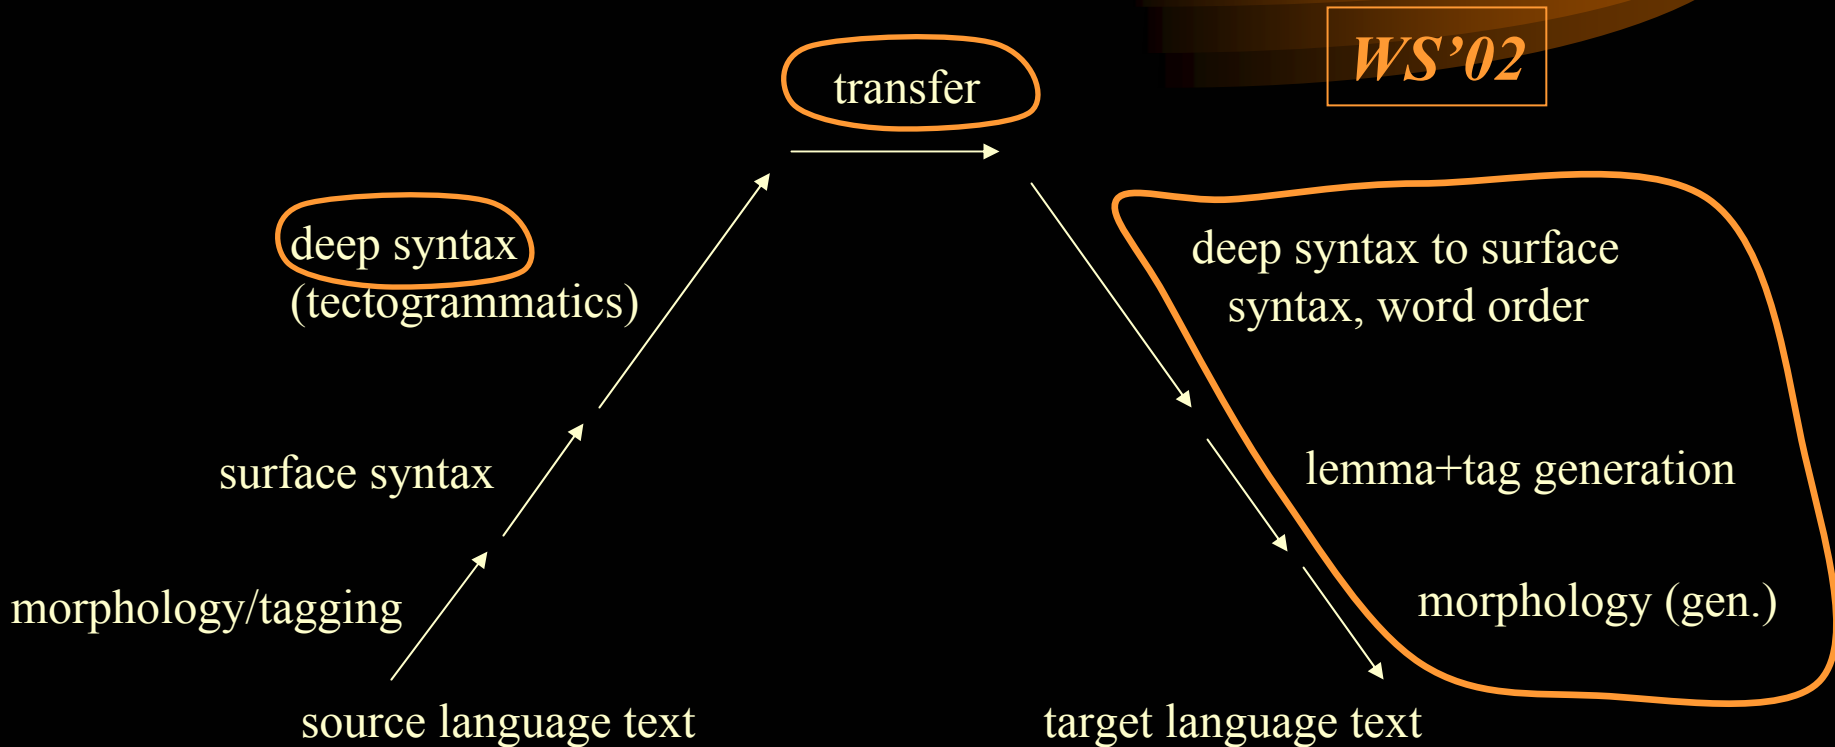 WS’02
transfer
deep syntax
(tectogrammatics)
deep syntax to surface
syntax, word order
surface syntax
lemma+tag generation
morphology/tagging
morphology (gen.)
source language text
target language text